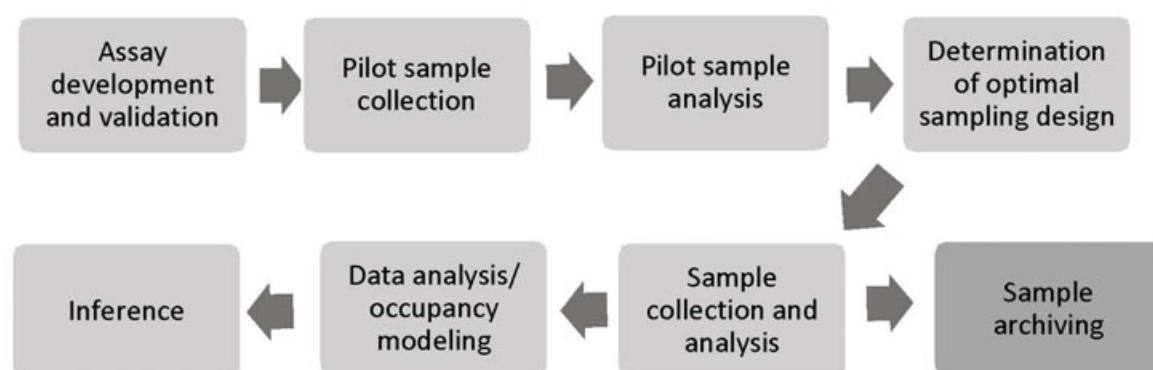 Assay
development
and validation
Pilot sample
collection
Pilot sample
analysis
Determination
of optimal
sampling design
Inference
Data analysis/
occupancy
modeling
Sample
collection and
analysis
Sample
archiving